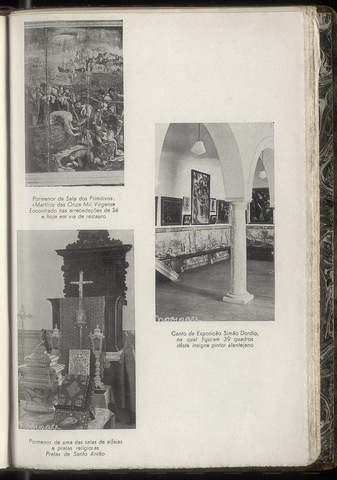 Pormenor da Sala dos Primitivos:
«Martírio das Onze Mil Virgens»
Encontrado nas arrecadações da Sé
e hoje em via de restauro
Canto da Exposição Simão Dordio,
na qual figuram 39 quadros
dêste insigne pintor alentejano
Pormenor de uma das salas de alfaias
e pratas religiosas
Pratas de Santo Antão